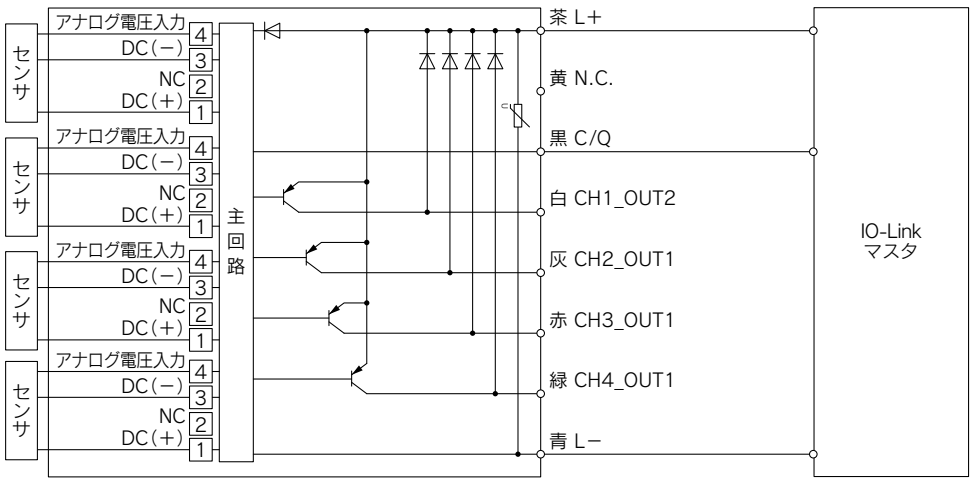 アナログ電圧入力 4
DC(−) 3
NC 2
DC(+) 1
センサ
アナログ電圧入力 4
DC(−) 3
NC 2
DC(+) 1
センサ
アナログ電圧入力 4
DC(−) 3
NC 2
DC(+) 1
センサ
アナログ電圧入力 4
DC(−) 3
NC 2
DC(+) 1
センサ
主回路
U
茶 L+
黄 N.C.
黒 C/Q
白 CH1_OUT2
灰 CH2_OUT1
赤 CH3_OUT1
緑 CH4_OUT1
青 L−
IO-Link
マスタ